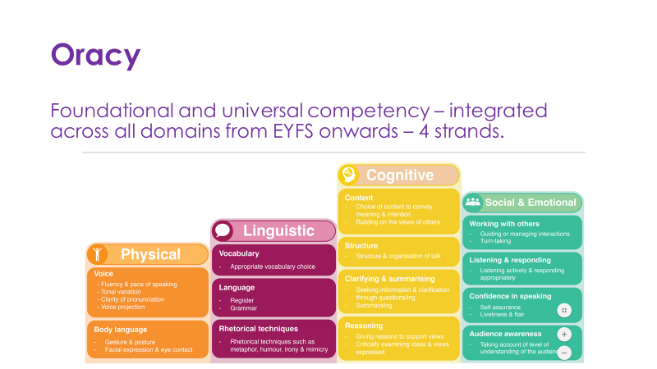 Oracy
Foundational and universal competency – integrated
across all domains from EYFS onwards – 4 strands.
Physical
Voice
- Fluency & pace of speaking
- Tonal variation
- Clarity of pronunciation
- Voice projection
Body language
- Gesture & posture
- Facial expression & eye contact
Linguistic
Vocabulary
- Appropriate vocabulary choice
Language
- Register
- Grammar
Rhetorical techniques
- Rhetorical techniques such as
metaphor, humour, irony & mimicry
Cognitive
Content
- Choice of content to convey
meaning & intention
- Building on the views of others
Structure
- Structure & organisation of talk
Clarifying & summarising
- Seeking information & clarification
through questioning
- Summarising
Reasoning
- Giving reasons to support views
- Critically examining ideas & views
expressed
Social & Emotional
Working with others
- Guiding or managing interactions
- Turn-taking
Listening & responding
- Listening actively & responding
appropriately
Confidence in speaking
- Self assurance
- Liveliness & flair
Audience awareness
- Taking account of level of
understanding of the audien